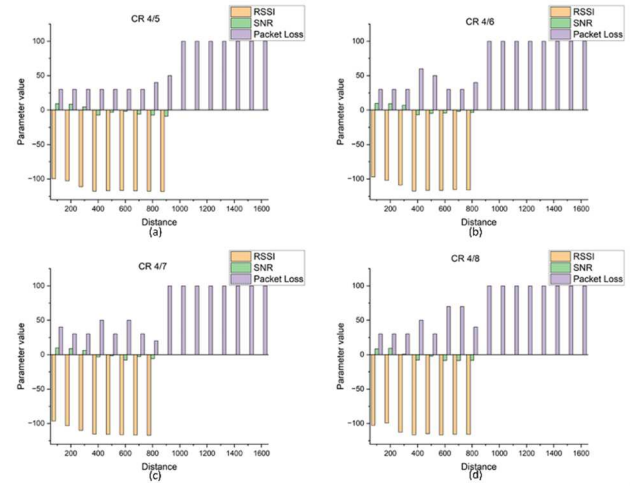 CR 4/5
RSSI
SNR
Packet Loss
Parameter value
100
50
0
−50
−100
200 400 600 800 1000 1200 1400 1600
Distance
(a)
CR 4/6
RSSI
SNR
Packet Loss
Parameter value
100
50
0
−50
−100
200 400 600 800 1000 1200 1400 1600
Distance
(b)
CR 4/7
RSSI
SNR
Packet Loss
Parameter value
100
50
0
−50
−100
200 400 600 800 1000 1200 1400 1600
Distance
(c)
CR 4/8
RSSI
SNR
Packet Loss
Parameter value
100
50
0
−50
−100
200 400 600 800 1000 1200 1400 1600
Distance
(d)